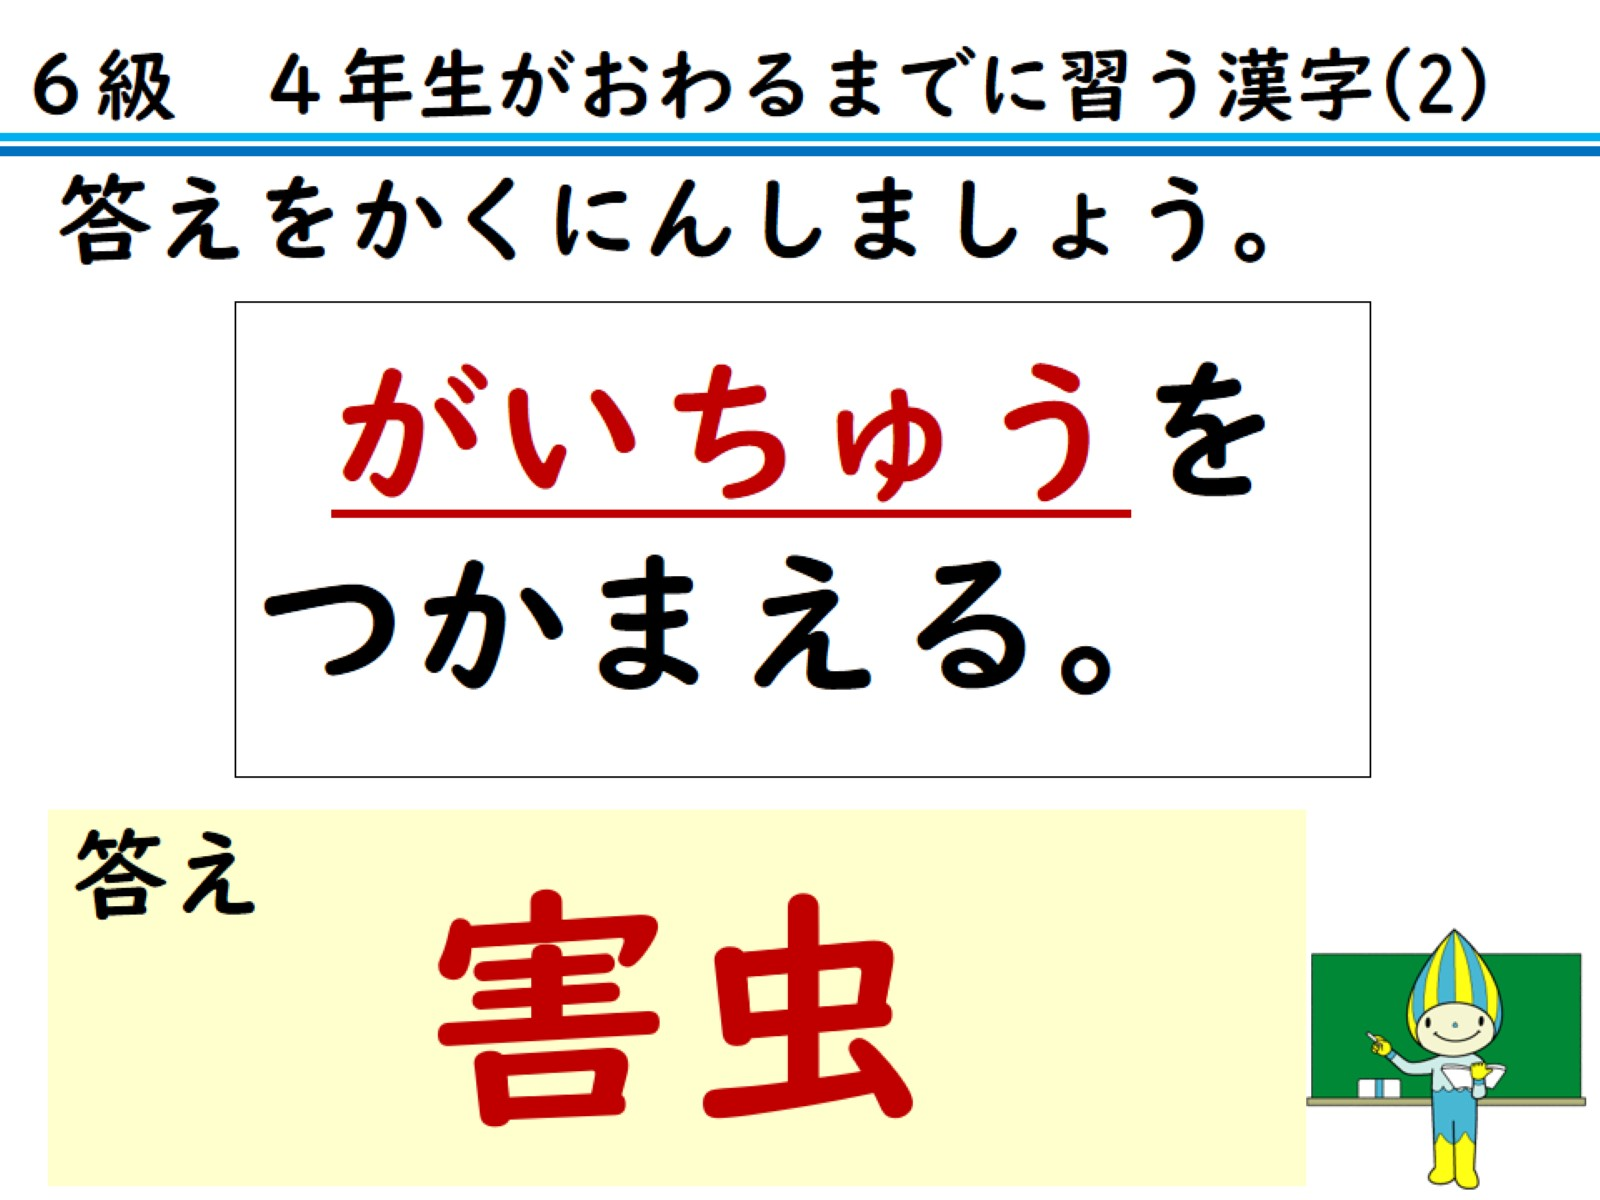 ６級　４年生がおわるまでに習う漢字(2)
答えをかくにんしましょう。
がいちゅうを
つかまえる。
答え
害虫